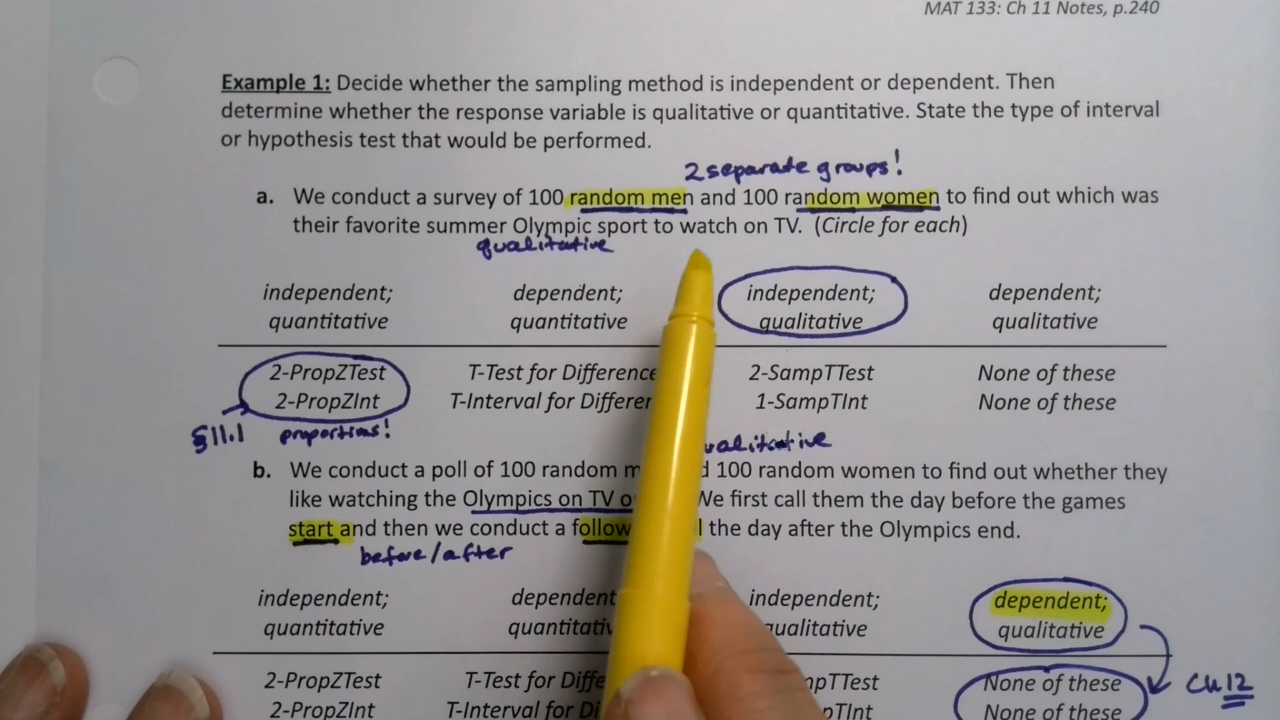 MAT 133: Ch 11 Notes, p.240
Example 1: Decide whether the sampling method is independent or dependent. Then
determine whether the response variable is qualitative or quantitative. State the type of interval
or hypothesis test that would be performed.
2 separate groups!
a. We conduct a survey of 100 random men and 100 random women to find out which was
their favorite summer Olympic sport to watch on TV. (Circle for each)
qualitative
independent; dependent; independent; dependent;
quantitative quantitative qualitative qualitative
2-PropZTest T-Test for Difference 2-SampTTest None of these
2-PropZInt T-Interval for Differen 1-SampTInt None of these
§11.1 proportions!
ualitative
b. We conduct a poll of 100 random m d 100 random women to find out whether they
like watching the Olympics on TV o We first call them the day before the games
start and then we conduct a follow l the day after the Olympics end.
before/after
independent; dependent independent; dependent;
quantitative quantitativ qualitative qualitative
2-PropZTest T-Test for Diffe mpTTest None of these
2-PropZInt T-Interval for Di pTInt None of these
Ch 12